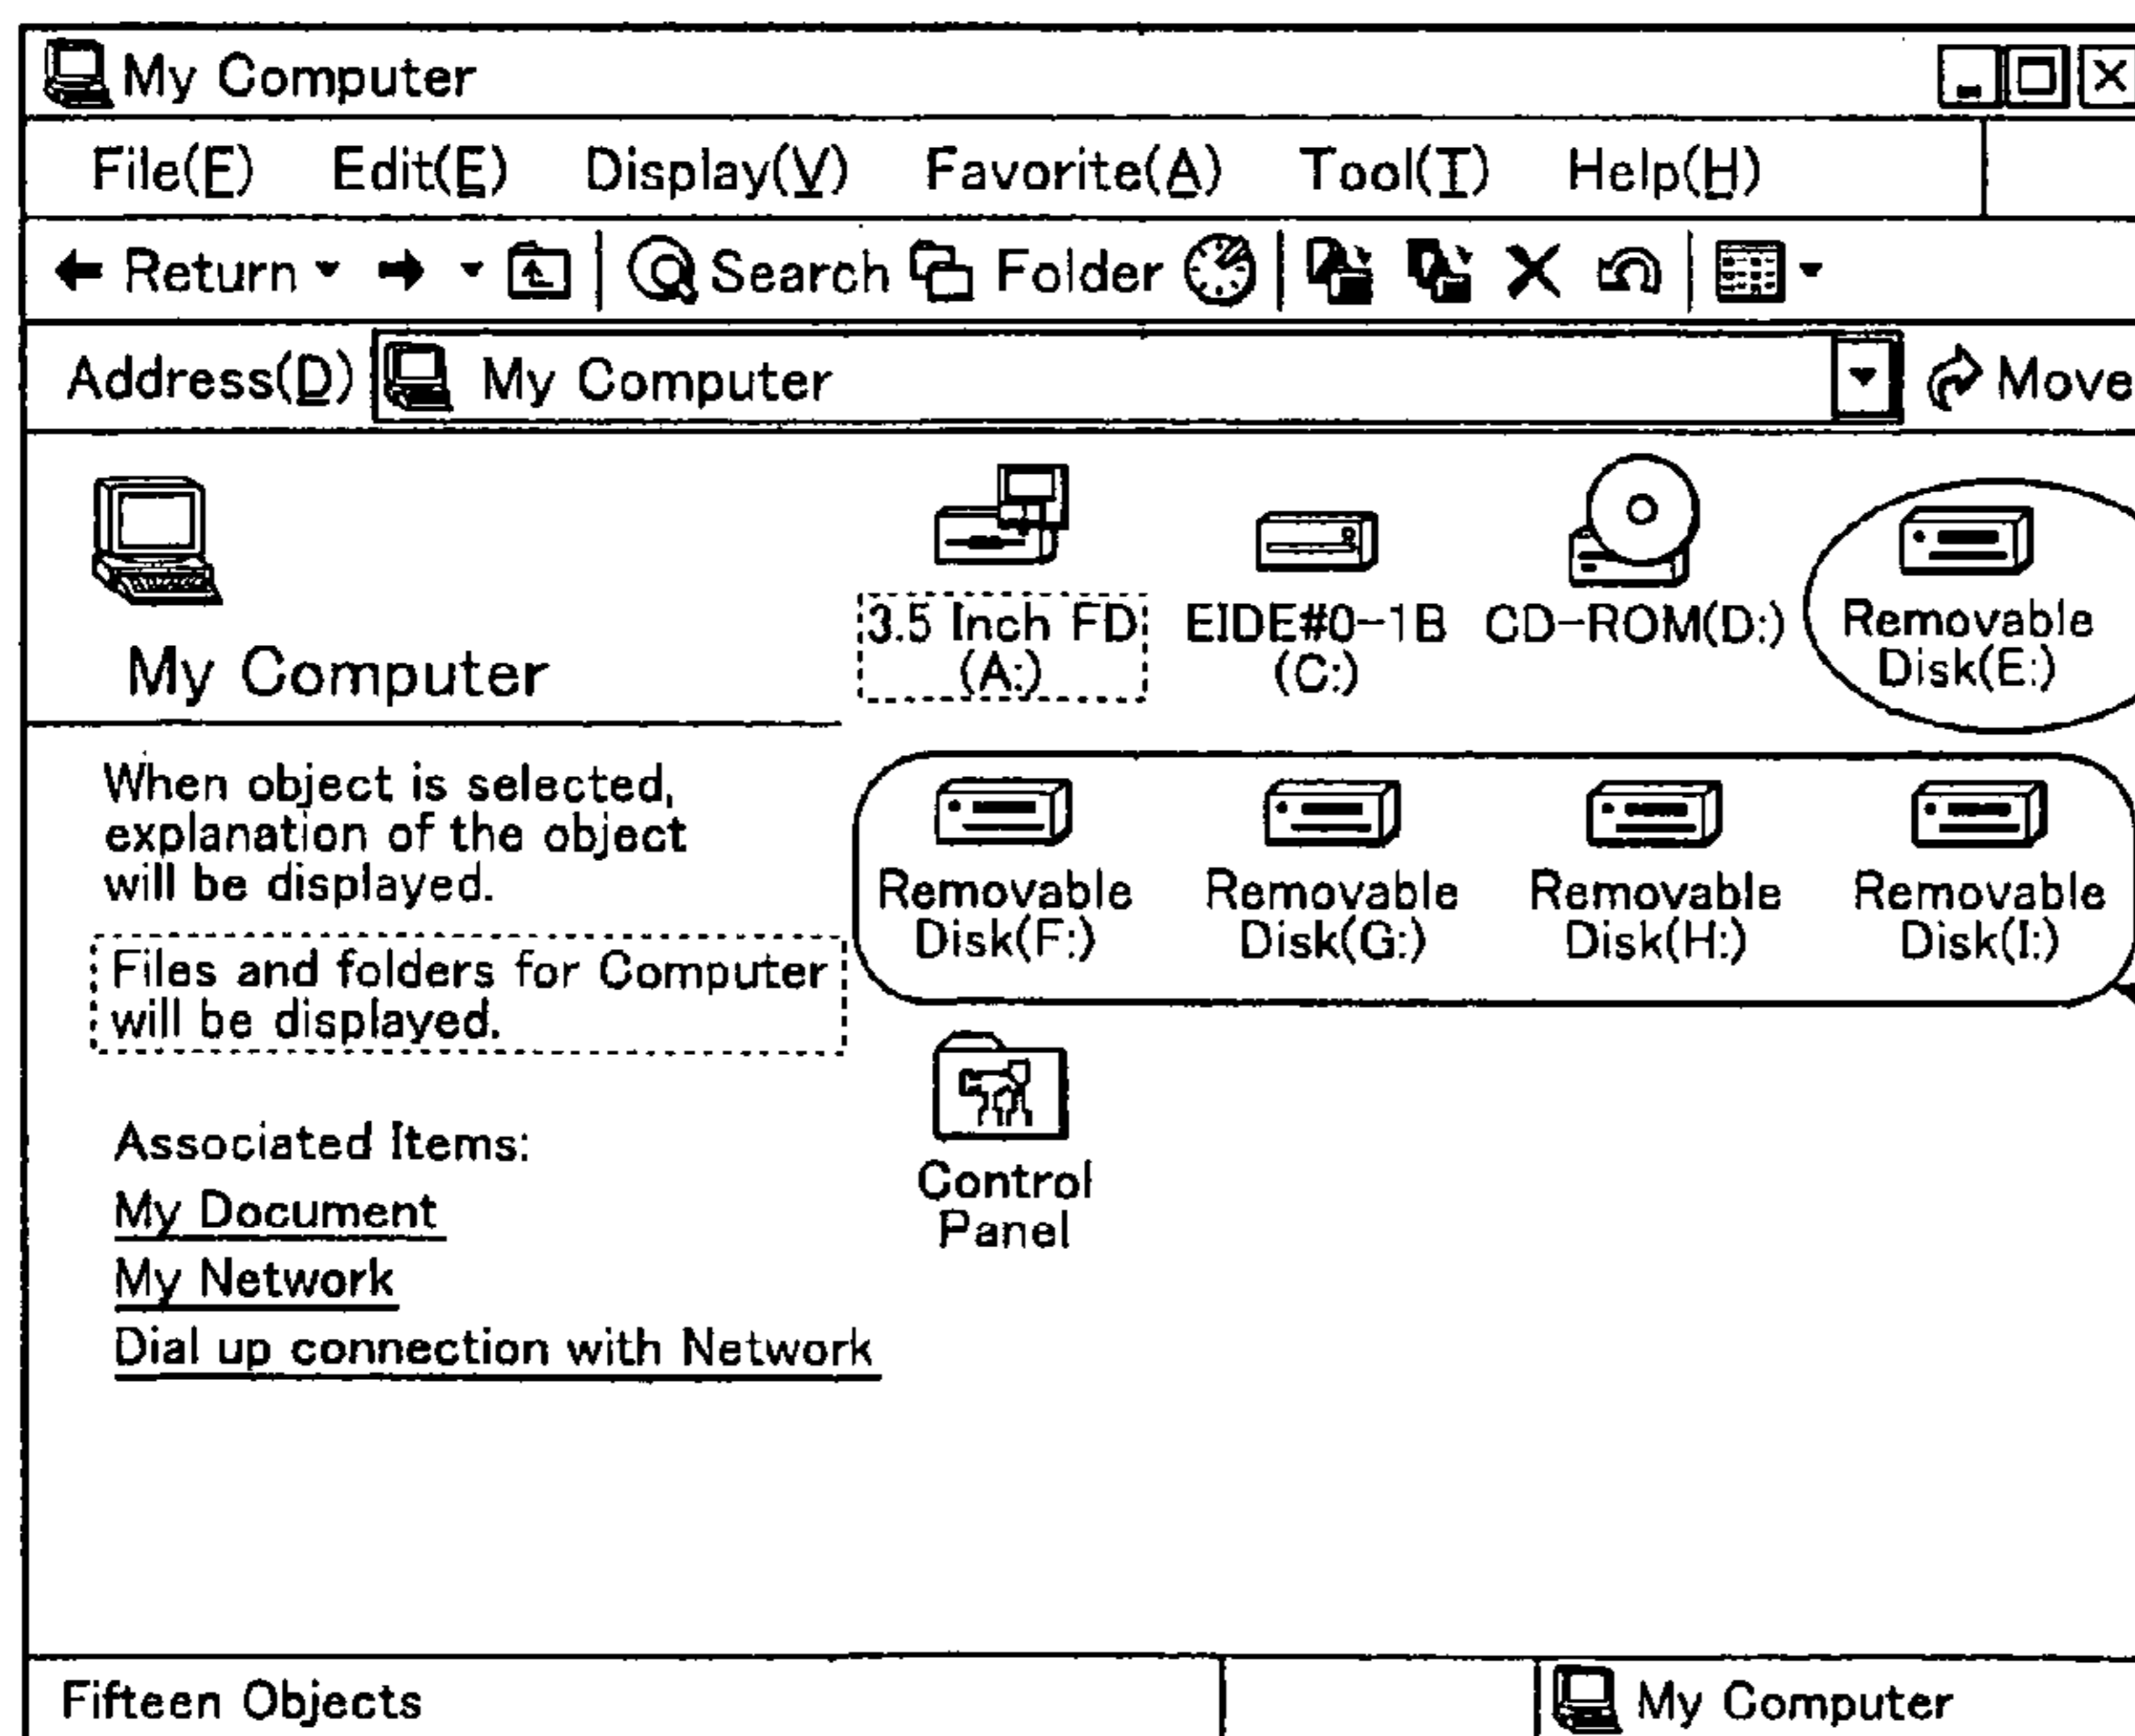 My Computer
File(F) Edit(E) Display(V) Favorite(A) Tool(T) Help(H)
Return Search Folder
Address(D) My Computer Move
3.5 Inch FD EIDE#0-1B CD-ROM(D:) Removable
(A:) (C:) Disk(E:)
My Computer
When object is selected,
explanation of the object
will be displayed.
Removable Removable Removable Removable
Disk(F:) Disk(G:) Disk(H:) Disk(I:)
Files and folders for Computer
will be displayed.
Associated Items:
My Document
My Network
Dial up connection with Network
Control
Panel
Fifteen Objects My Computer